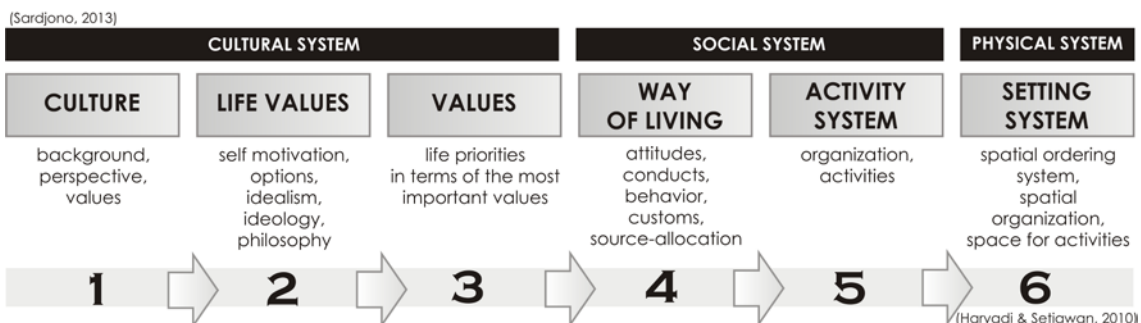 (Sardjono, 2013)
CULTURAL SYSTEM
SOCIAL SYSTEM
PHYSICAL SYSTEM
CULTURE
LIFE VALUES
VALUES
WAY
OF LIVING
ACTIVITY
SYSTEM
SETTING
SYSTEM
background,
perspective,
values
self motivation,
options,
idealism,
ideology,
philosophy
life priorities
in terms of the most
important values
attitudes,
conducts,
behavior,
customs,
source-allocation
organization,
activities
spatial ordering
system,
spatial
organization,
space for activities
1
2
3
4
5
6
(Haryadi & Setiawan, 2010)